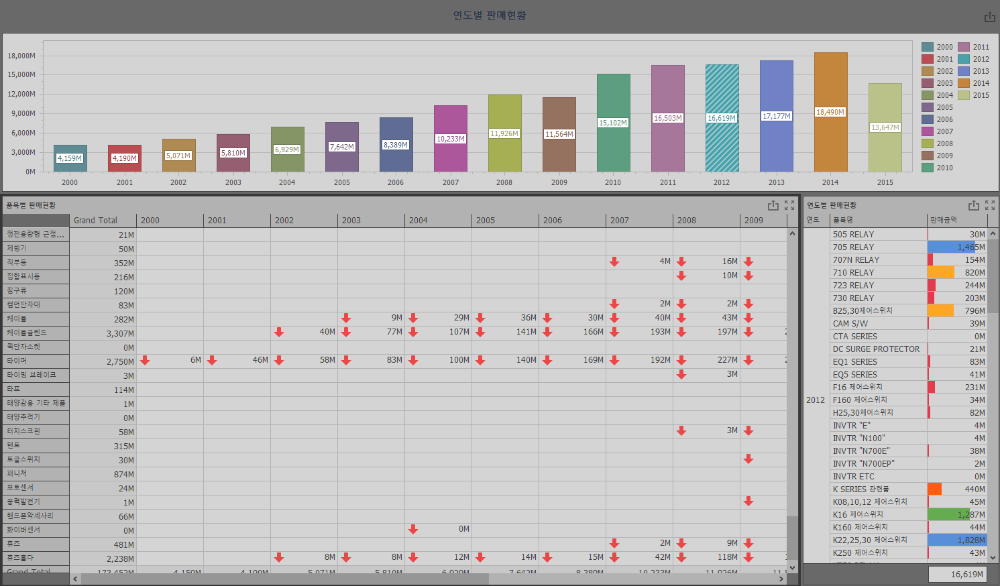 연도별 판매현황
18,000M
15,000M
12,000M
9,000M
6,000M
3,000M
0M
4,159M 4,190M 5,071M 5,810M 6,929M 7,642M 8,389M 10,233M 11,926M 11,564M 15,102M 16,503M 16,619M 17,177M 18,490M 13,647M
2000 2001 2002 2003 2004 2005 2006 2007 2008 2009 2010 2011 2012 2013 2014 2015
2000 2011
2001 2012
2002 2013
2003 2014
2004 2015
2005
2006
2007
2008
2009
2010
품목별 판매현황
Grand Total 2000 2001 2002 2003 2004 2005 2006 2007 2008 2009
정전용량형 근접... 21M
제빙기 50M
직부등 352M 4M 16M
집합표시등 216M 10M
침구류 120M
컴먼단자대 83M 2M 2M
케이블 282M 9M 29M 36M 30M 40M 43M
케이블글랜드 3,307M 40M 77M 107M 141M 166M 193M 197M
퀵단자소켓 0M
타이머 2,750M 6M 46M 58M 83M 100M 140M 169M 192M 227M
타이밍 브레이크 3M 3M
타프 114M
태양광용 기타 제품 1M
태양추적기 0M
터치스크린 58M 3M
텐트 315M
토글스위치 30M
퍼니처 874M
포토센서 24M
풍력발전기 1M
핸드폰악세사리 66M
화이버센서 0M 0M
휴즈 481M 2M 9M
휴즈홀다 2,238M 8M 8M 12M 14M 15M 42M 118M
Grand Total 173,452M 4,159M 4,190M 5,071M 5,810M 6,929M 7,642M 8,389M 10,233M 11,926M
연도별 판매현황
연도 품목명 판매금액
2012
505 RELAY 30M
705 RELAY 1,465M
707N RELAY 154M
710 RELAY 820M
723 RELAY 244M
730 RELAY 203M
B25,30제어스위치 796M
CAM S/W 39M
CTA SERIES 0M
DC SURGE PROTECTOR 21M
EQ1 SERIES 83M
EQ5 SERIES 41M
F16 제어스위치 231M
F160 제어스위치 34M
H25,30제어스위치 82M
INVTR "E" 4M
INVTR "N100" 4M
INVTR "N700E" 38M
INVTR "N700EP" 2M
INVTR ETC 0M
K SERIES 관련품 440M
K08,10,12 제어스위치 45M
K16 제어스위치 1,287M
K160 제어스위치 44M
K22,25,30 제어스위치 1,828M
K250 제어스위치 43M
16,619M